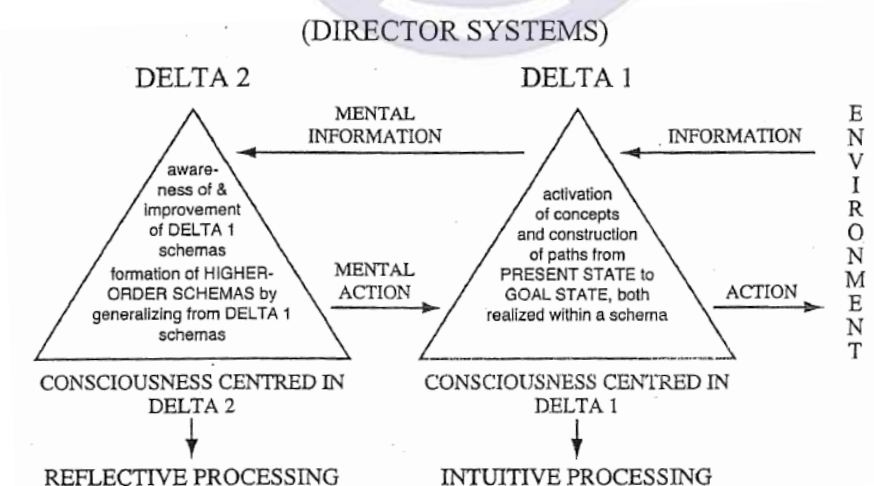 (DIRECTOR SYSTEMS)
DELTA 2
DELTA 1
MENTAL
INFORMATION
INFORMATION
aware-
ness of &
improvement
of DELTA 1
schemas
formation of HIGHER-
ORDER SCHEMAS by
generalizing from DELTA 1
schemas
MENTAL
ACTION
activation
of concepts
and construction
of paths from
PRESENT STATE to
GOAL STATE, both
realized within a schema
ACTION
E
N
V
I
R
O
N
M
E
N
T
CONSCIOUSNESS CENTRED IN
DELTA 2
CONSCIOUSNESS CENTRED IN
DELTA 1
REFLECTIVE PROCESSING
INTUITIVE PROCESSING